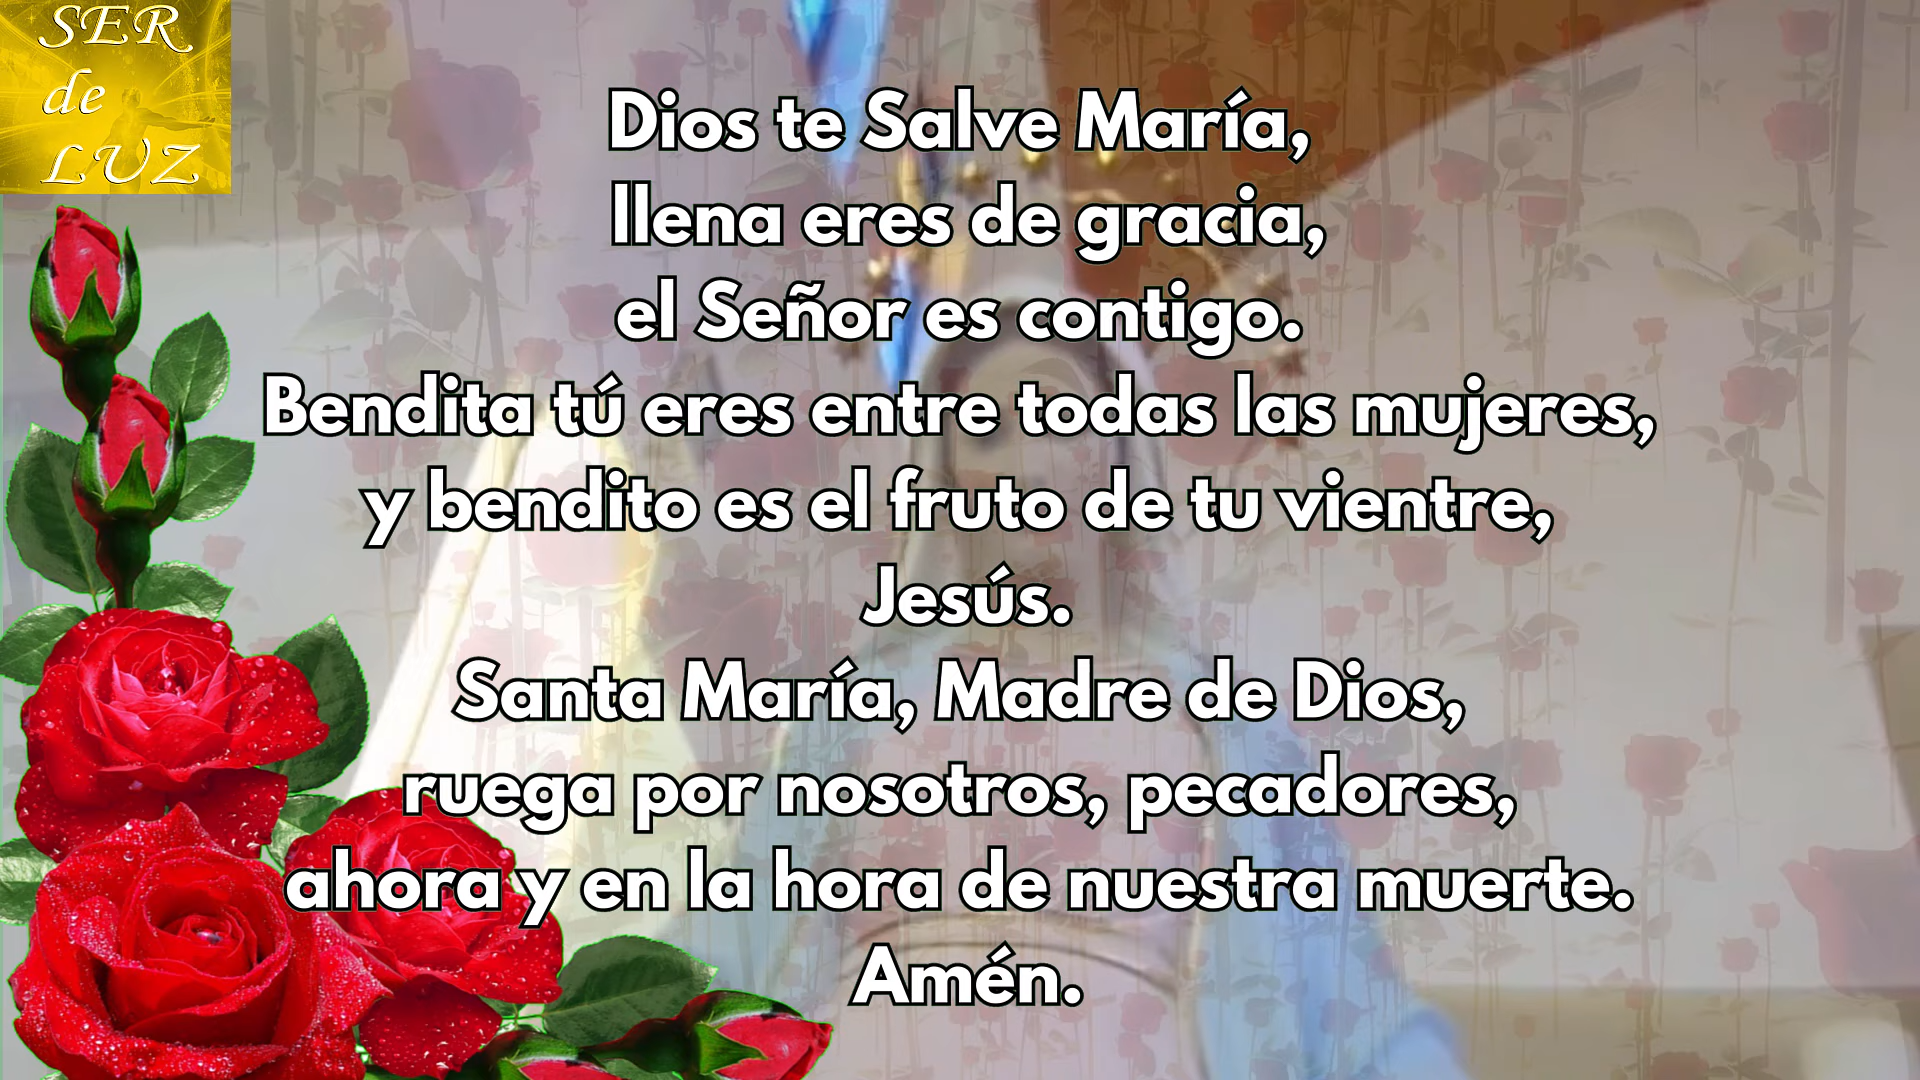 SER
de
LUZ
Dios te Salve María,
llena eres de gracia,
el Señor es contigo.
Bendita tú eres entre todas las mujeres,
y bendito es el fruto de tu vientre,
Jesús.
Santa María, Madre de Dios,
ruega por nosotros, pecadores,
ahora y en la hora de nuestra muerte.
Amén.